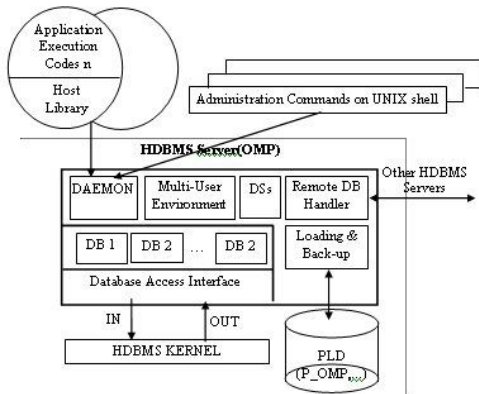 Application
Execution
Codes n
Host
Library
Administration Commands on UNIX shell
HDBMS Server(OMP)
DAEMON
Multi-User
Environment
DSs
Remote DB
Handler
Other HDBMS
Servers
DB 1
DB 2
...
DB 2
Loading &
Back-up
Database Access Interface
IN
OUT
HDBMS KERNEL
PLD
(P_OMP